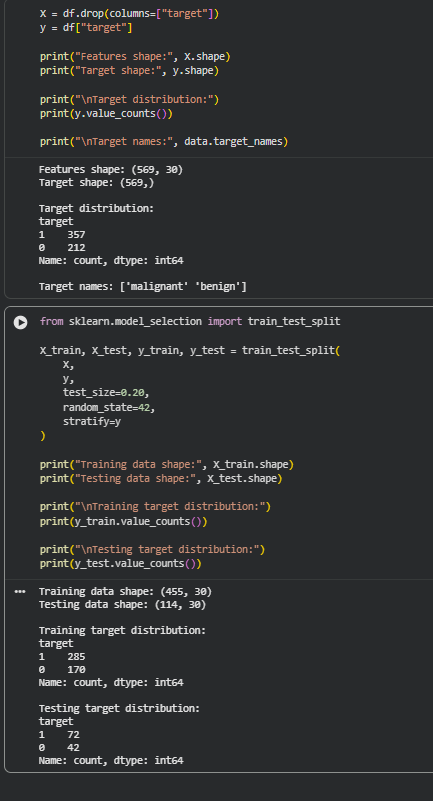 X = df.drop(columns=["target"])
y = df["target"]
print("Features shape:", X.shape)
print("Target shape:", y.shape)
print("\nTarget distribution:")
print(y.value_counts())
print("\nTarget names:", data.target_names)
Features shape: (569, 30)
Target shape: (569,)
Target distribution:
target
1    357
0    212
Name: count, dtype: int64
Target names: ['malignant' 'benign']
from sklearn.model_selection import train_test_split
X_train, X_test, y_train, y_test = train_test_split(
    X,
    y,
    test_size=0.20,
    random_state=42,
    stratify=y
)
print("Training data shape:", X_train.shape)
print("Testing data shape:", X_test.shape)
print("\nTraining target distribution:")
print(y_train.value_counts())
print("\nTesting target distribution:")
print(y_test.value_counts())
Training data shape: (455, 30)
Testing data shape: (114, 30)
Training target distribution:
target
1    285
0    170
Name: count, dtype: int64
Testing target distribution:
target
1    72
0    42
Name: count, dtype: int64